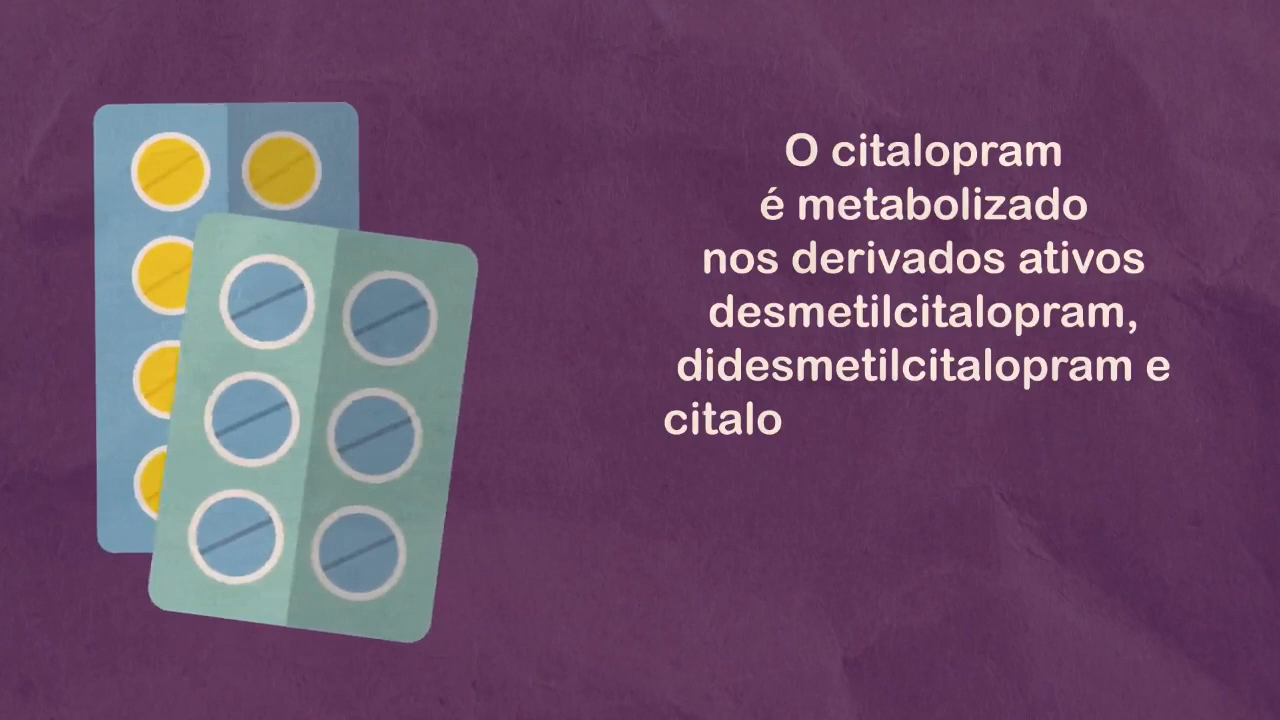 O citalopram
é metabolizado
nos derivados ativos
desmetilcitalopram,
didesmetilcitalopram e
citalo